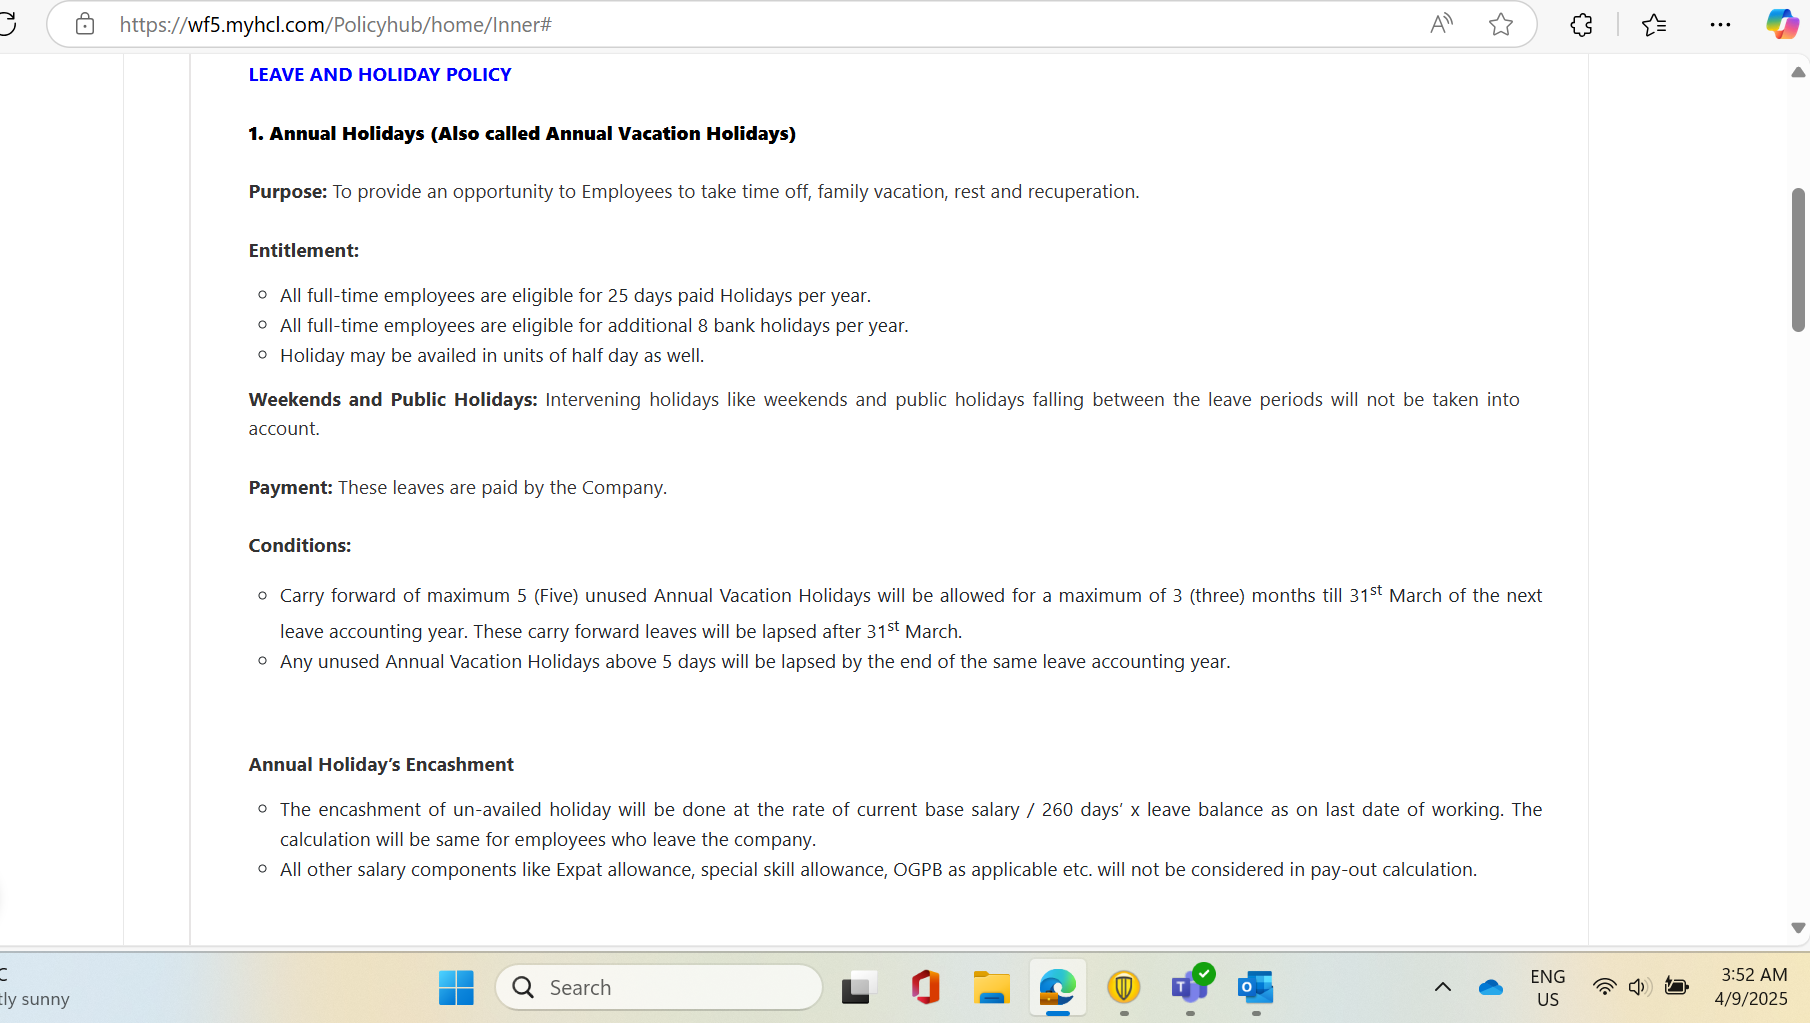 https://wf5.myhcl.com/Policyhub/home/Inner#
LEAVE AND HOLIDAY POLICY
1. Annual Holidays (Also called Annual Vacation Holidays)
Purpose: To provide an opportunity to Employees to take time off, family vacation, rest and recuperation.
Entitlement:
All full-time employees are eligible for 25 days paid Holidays per year.
All full-time employees are eligible for additional 8 bank holidays per year.
Holiday may be availed in units of half day as well.
Weekends and Public Holidays: Intervening holidays like weekends and public holidays falling between the leave periods will not be taken into
account.
Payment: These leaves are paid by the Company.
Conditions:
Carry forward of maximum 5 (Five) unused Annual Vacation Holidays will be allowed for a maximum of 3 (three) months till 31st March of the next
leave accounting year. These carry forward leaves will be lapsed after 31st March.
Any unused Annual Vacation Holidays above 5 days will be lapsed by the end of the same leave accounting year.
Annual Holiday’s Encashment
The encashment of un-availed holiday will be done at the rate of current base salary / 260 days’ x leave balance as on last date of working. The
calculation will be same for employees who leave the company.
All other salary components like Expat allowance, special skill allowance, OGPB as applicable etc. will not be considered in pay-out calculation.
C
tly sunny
Search
ENG
US
3:52 AM
4/9/2025